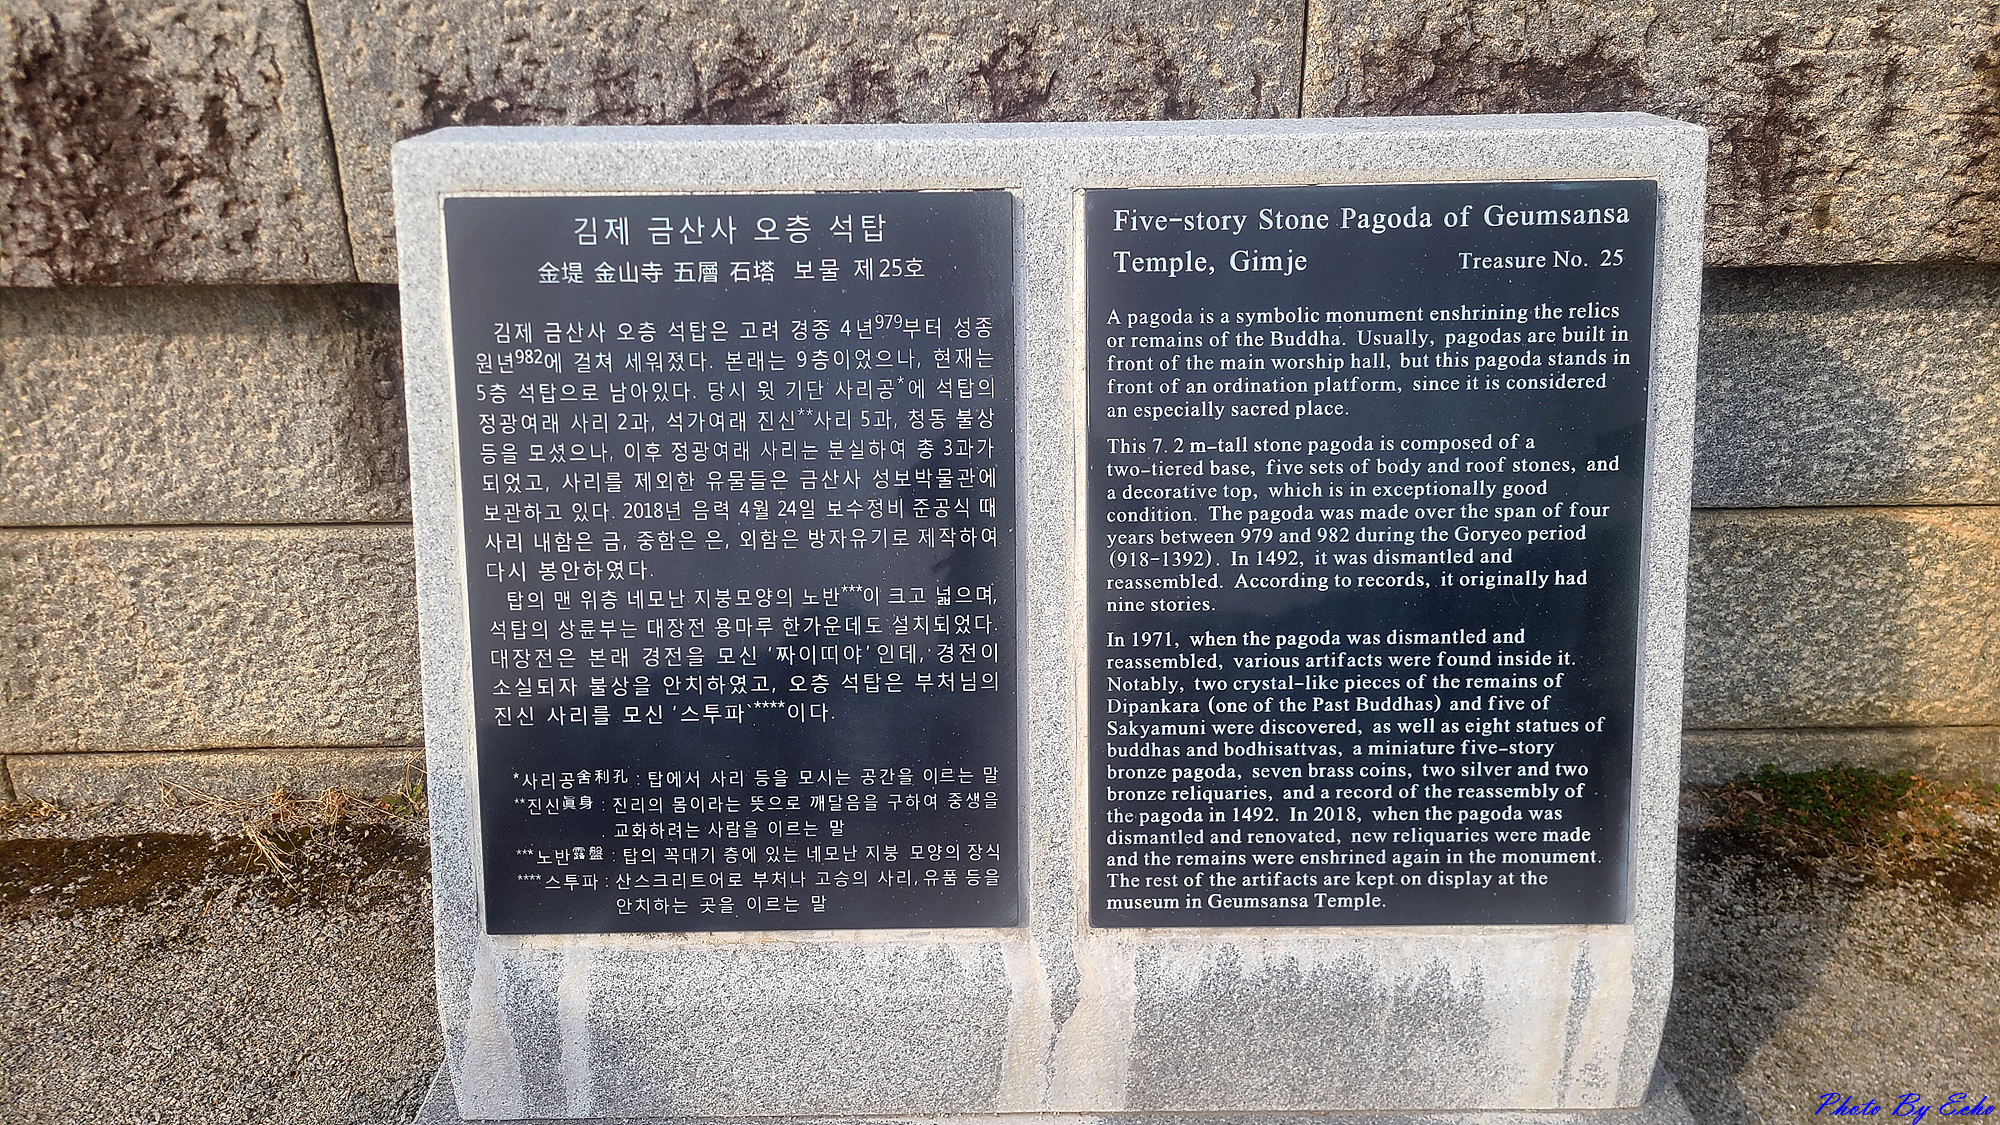 김제 금산사 오층 석탑
金堤 金山寺 五層 石塔 보물 제25호
김제 금산사 오층 석탑은 고려 경종 4년979부터 성종
원년982에 걸쳐 세워졌다. 본래는 9층이었으나, 현재는
5층 석탑으로 남아있다. 당시 윗 기단 사리공*에 석탑의
정광여래 사리 2과, 석가여래 진신**사리 5과, 청동 불상
등을 모셨으나, 이후 정광여래 사리는 분실하여 총 3과가
되었고, 사리를 제외한 유물들은 금산사 성보박물관에
보관하고 있다. 2018년 음력 4월 24일 보수정비 준공식 때
사리 내함은 금, 중함은 은, 외함은 방자유기로 제작하여
다시 봉안하였다.
탑의 맨 위층 네모난 지붕모양의 노반***이 크고 넓으며,
석탑의 상륜부는 대장전 용마루 한가운데도 설치되었다.
대장전은 본래 경전을 모신 '짜이띠야'인데, 경전이
소실되자 불상을 안치하였고, 오층 석탑은 부처님의
진신 사리를 모신 '스투파'****이다.
*사리공舍利孔 : 탑에서 사리 등을 모시는 공간을 이르는 말
**진신眞身 : 진리의 몸이라는 뜻으로 깨달음을 구하여 중생을
교화하려는 사람을 이르는 말
***노반露盤 : 탑의 꼭대기 층에 있는 네모난 지붕 모양의 장식
****스투파 : 산스크리트어로 부처나 고승의 사리, 유품 등을
안치하는 곳을 이르는 말
Five-story Stone Pagoda of Geumsansa
Temple, Gimje Treasure No. 25
A pagoda is a symbolic monument enshrining the relics
or remains of the Buddha. Usually, pagodas are built in
front of the main worship hall, but this pagoda stands in
front of an ordination platform, since it is considered
an especially sacred place.
This 7. 2 m-tall stone pagoda is composed of a
two-tiered base, five sets of body and roof stones, and
a decorative top, which is in exceptionally good
condition. The pagoda was made over the span of four
years between 979 and 982 during the Goryeo period
(918-1392). In 1492, it was dismantled and
reassembled. According to records, it originally had
nine stories.
In 1971, when the pagoda was dismantled and
reassembled, various artifacts were found inside it.
Notably, two crystal-like pieces of the remains of
Dipankara (one of the Past Buddhas) and five of
Sakyamuni were discovered, as well as eight statues of
buddhas and bodhisattvas, a miniature five-story
bronze pagoda, seven brass coins, two silver and two
bronze reliquaries, and a record of the reassembly of
the pagoda in 1492. In 2018, when the pagoda was
dismantled and renovated, new reliquaries were made
and the remains were enshrined again in the monument.
The rest of the artifacts are kept on display at the
museum in Geumsansa Temple.
Photo By Echo